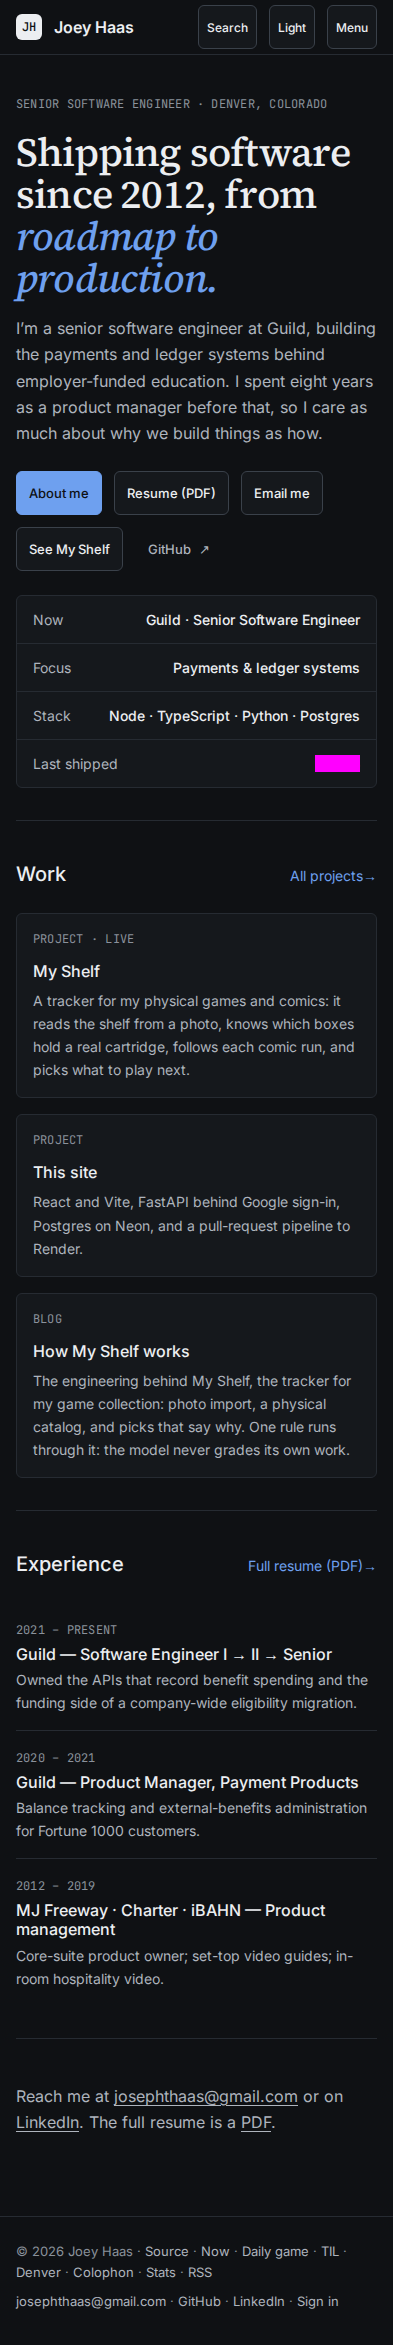 JH Joey Haas Search Light Menu
SENIOR SOFTWARE ENGINEER · DENVER, COLORADO
Shipping software
since 2012, from
roadmap to
production.
I’m a senior software engineer at Guild, building
the payments and ledger systems behind
employer-funded education. I spent eight years
as a product manager before that, so I care as
much about why we build things as how.
About me Resume (PDF) Email me
See My Shelf GitHub ↗
Now Guild · Senior Software Engineer
Focus Payments & ledger systems
Stack Node · TypeScript · Python · Postgres
Last shipped
Work All projects→
PROJECT · LIVE
My Shelf
A tracker for my physical games and comics: it
reads the shelf from a photo, knows which boxes
hold a real cartridge, follows each comic run, and
picks what to play next.
PROJECT
This site
React and Vite, FastAPI behind Google sign-in,
Postgres on Neon, and a pull-request pipeline to
Render.
BLOG
How My Shelf works
The engineering behind My Shelf, the tracker for
my game collection: photo import, a physical
catalog, and picks that say why. One rule runs
through it: the model never grades its own work.
Experience Full resume (PDF)→
2021 – PRESENT
Guild — Software Engineer I → II → Senior
Owned the APIs that record benefit spending and the
funding side of a company-wide eligibility migration.
2020 – 2021
Guild — Product Manager, Payment Products
Balance tracking and external-benefits administration
for Fortune 1000 customers.
2012 – 2019
MJ Freeway · Charter · iBAHN — Product
management
Core-suite product owner; set-top video guides; in-
room hospitality video.
Reach me at josephthaas@gmail.com or on
LinkedIn. The full resume is a PDF.
© 2026 Joey Haas · Source · Now · Daily game · TIL ·
Denver · Colophon · Stats · RSS
josephthaas@gmail.com · GitHub · LinkedIn · Sign in